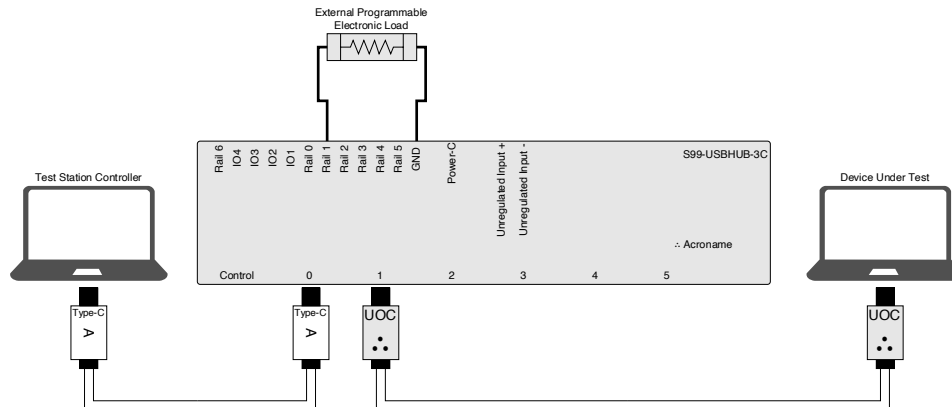 External Programmable
Electronic Load
Rail 6
IO4
IO3
IO2
IO1
Rail 0
Rail 1
Rail 2
Rail 3
Rail 4
Rail 5
GND
Power-C
Unregulated Input +
Unregulated Input -
S99-USBHUB-3C
Test Station Controller
Device Under Test
Acroname
Control
0
1
2
3
4
5
Type-C
A
Type-C
A
UOC
UOC